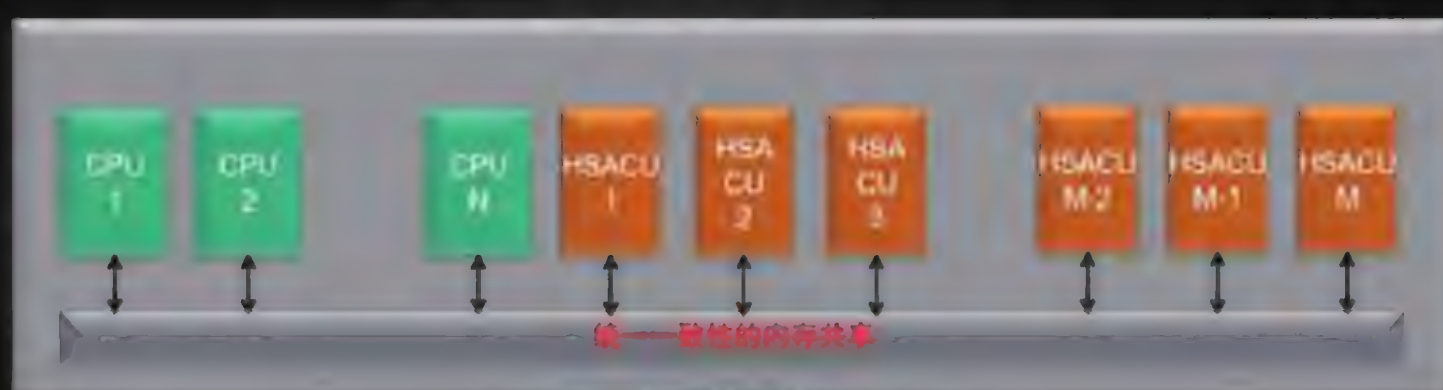 CPU
1
CPU
2
CPU
N
HSACU
1
HSA
CU
2
HSA
CU
3
HSACU
M-2
HSACU
M-1
HSACU
M
统一一致性的内存共享